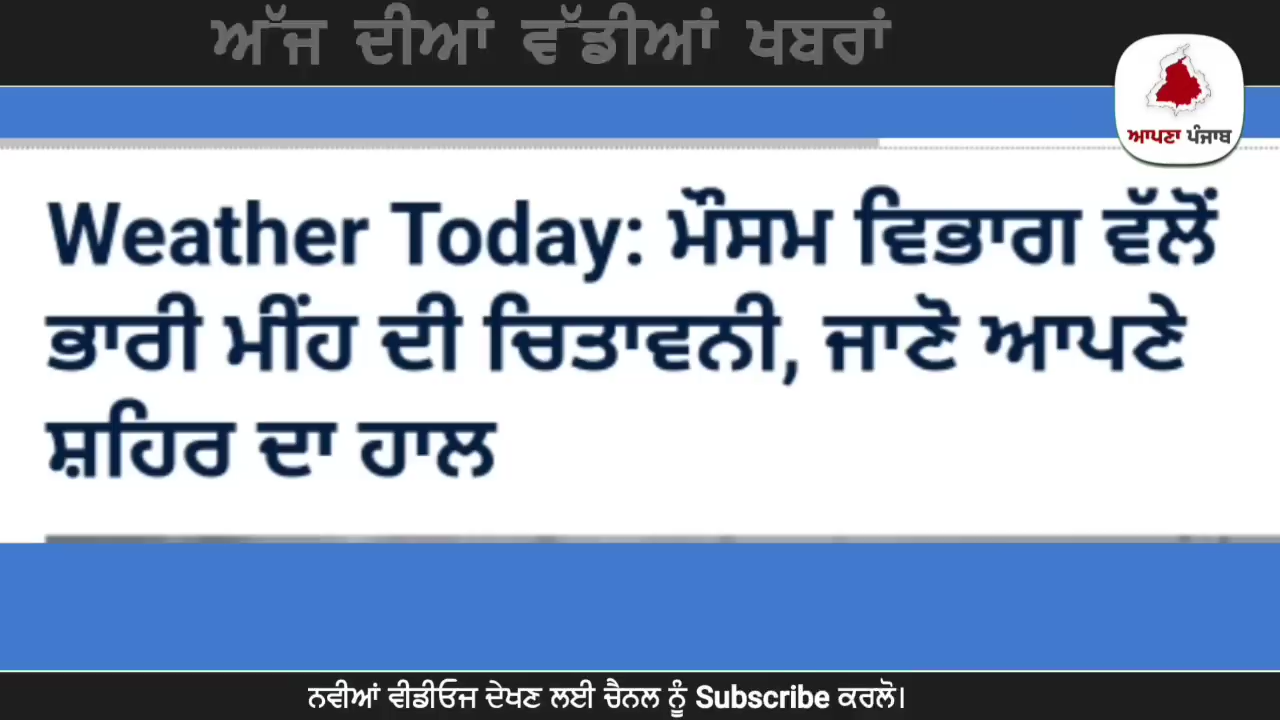 ਅੱਜ ਦੀਆਂ ਵੱਡੀਆਂ ਖਬਰਾਂ
ਆਪਣਾ ਪੰਜਾਬ
Weather Today: ਮੌਸਮ ਵਿਭਾਗ ਵੱਲੋਂ
ਭਾਰੀ ਮੀਂਹ ਦੀ ਚਿਤਾਵਨੀ, ਜਾਣੋ ਆਪਣੇ
ਸ਼ਹਿਰ ਦਾ ਹਾਲ
ਨਵੀਆਂ ਵੀਡੀਓਜ ਦੇਖਣ ਲਈ ਚੈਨਲ ਨੂੰ Subscribe ਕਰਲੋ।